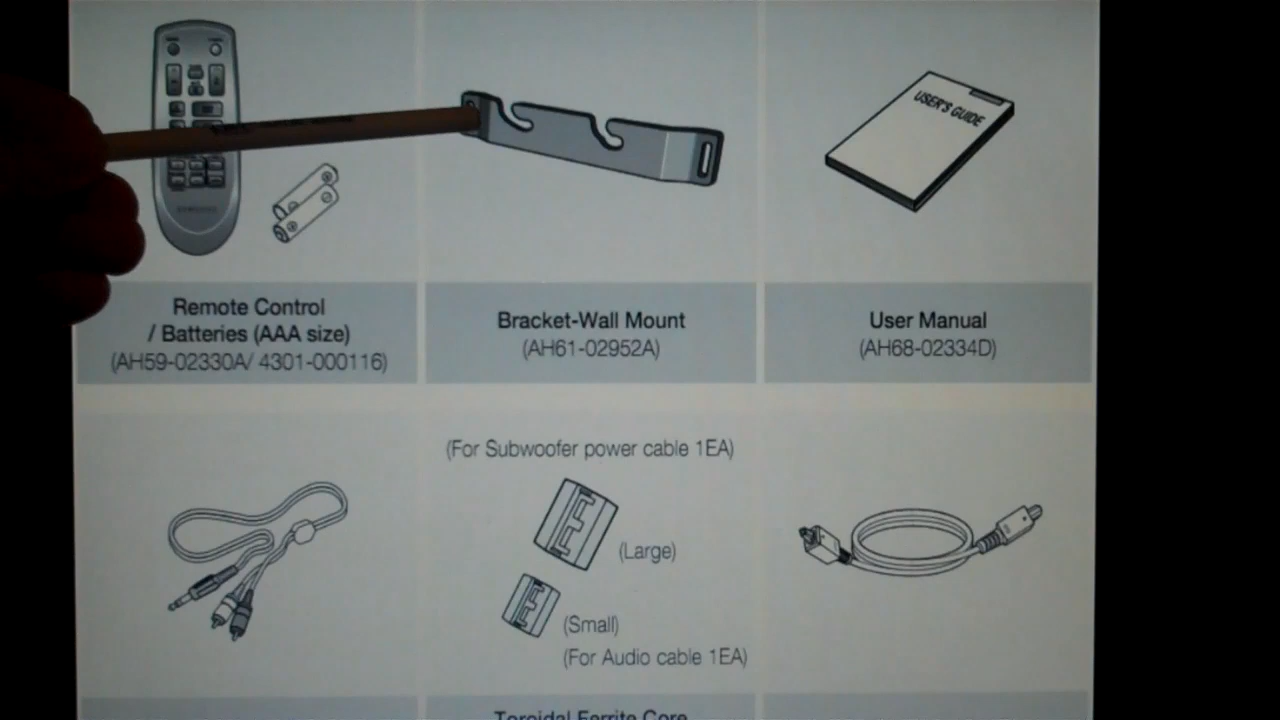 USER'S GUIDE
Remote Control
/ Batteries (AAA size)
(AH59-02330A/ 4301-000116)
Bracket-Wall Mount
(AH61-02952A)
User Manual
(AH68-02334D)
(For Subwoofer power cable 1EA)
(Large)
(Small)
(For Audio cable 1EA)
Toroidal Ferrite Core